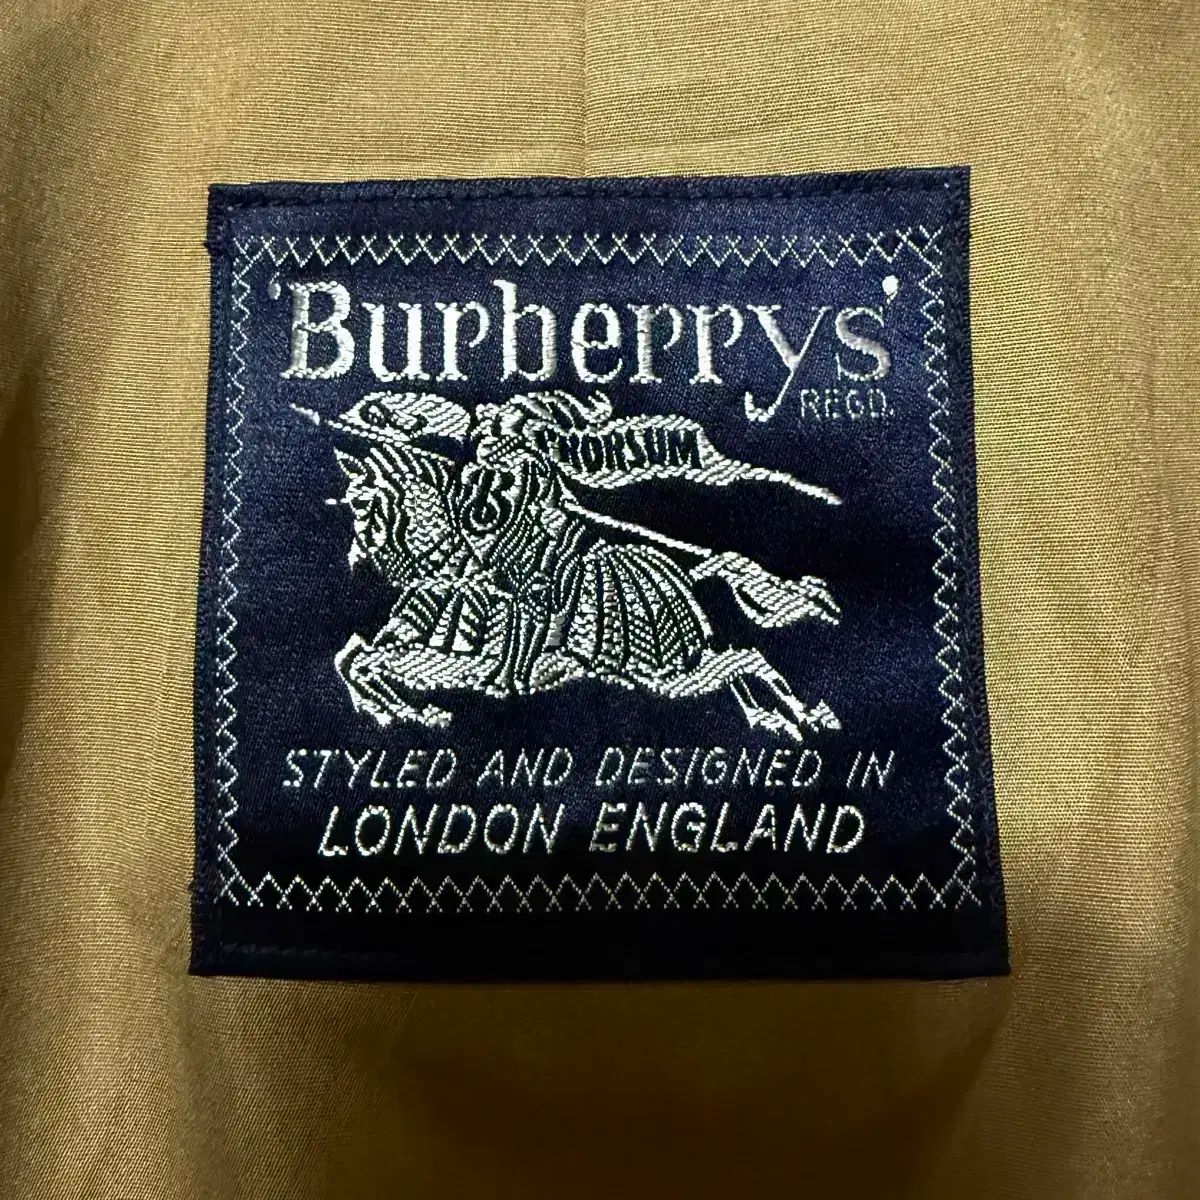 'Burberrys'
REGD.
PRORSUM
B
STYLED AND DESIGNED IN
LONDON ENGLAND